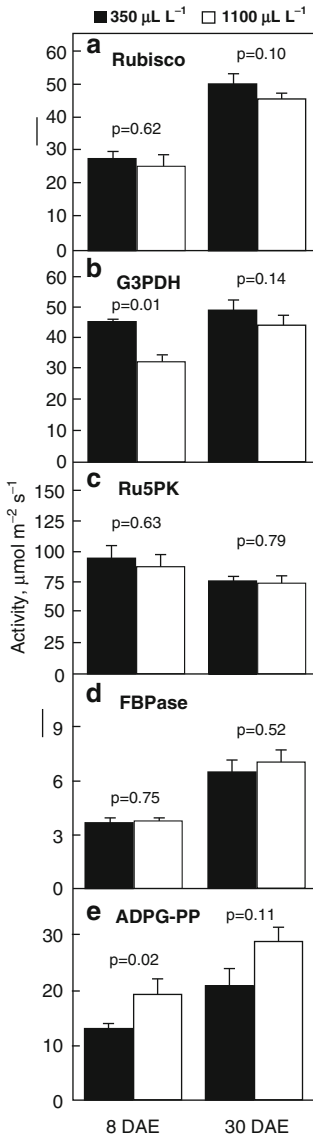 350 µL L⁻¹ 1100 µL L⁻¹
a Rubisco
p=0.10
p=0.62
60
50
40
30
20
10
0
b G3PDH
p=0.01
p=0.14
60
50
40
30
20
10
0
c Ru5PK
p=0.63
p=0.79
150
125
100
75
50
25
0
Activity, µmol m⁻² s⁻¹
d FBPase
p=0.52
p=0.75
9
6
3
0
e ADPG-PP
p=0.11
p=0.02
30
20
10
0
8 DAE 30 DAE